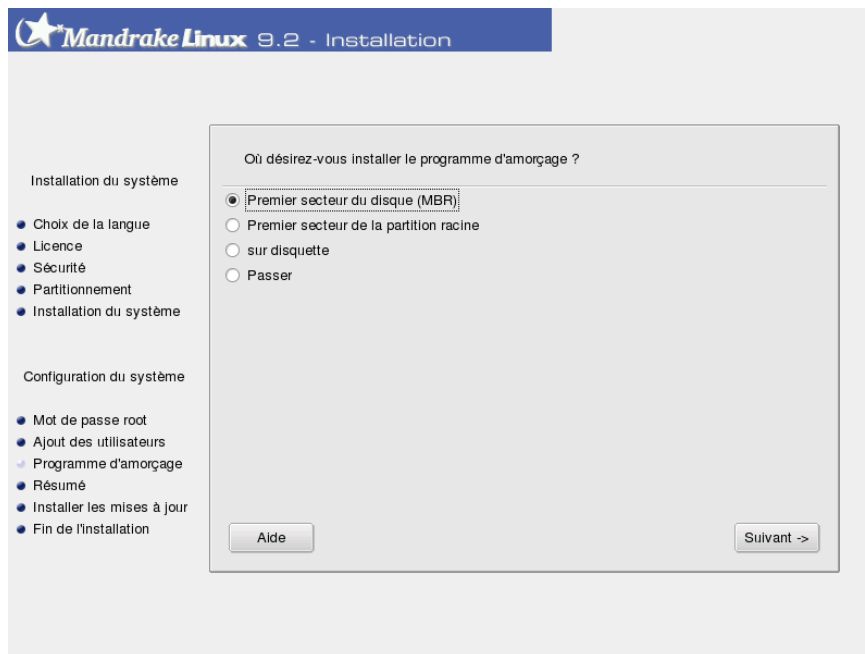 Mandrake Linux 9.2 - Installation
Installation du système
Choix de la langue
Licence
Sécurité
Partitionnement
Installation du système
Configuration du système
Mot de passe root
Ajout des utilisateurs
Programme d'amorçage
Résumé
Installer les mises à jour
Fin de l'installation
Où désirez-vous installer le programme d'amorçage ?
Premier secteur du disque (MBR)
Premier secteur de la partition racine
sur disquette
Passer
Aide
Suivant ->